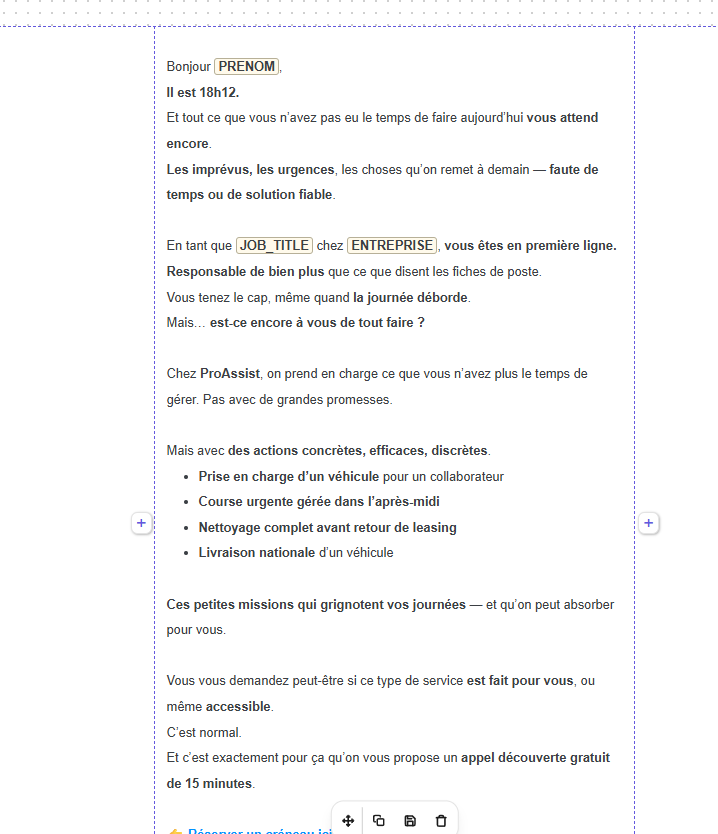 Bonjour PRENOM,
Il est 18h12.
Et tout ce que vous n’avez pas eu le temps de faire aujourd’hui vous attend
encore.
Les imprévus, les urgences, les choses qu’on remet à demain — faute de
temps ou de solution fiable.
En tant que JOB_TITLE chez ENTREPRISE, vous êtes en première ligne.
Responsable de bien plus que ce que disent les fiches de poste.
Vous tenez le cap, même quand la journée déborde.
Mais… est-ce encore à vous de tout faire ?
Chez ProAssist, on prend en charge ce que vous n’avez plus le temps de
gérer. Pas avec de grandes promesses.
Mais avec des actions concrètes, efficaces, discrètes.
• Prise en charge d’un véhicule pour un collaborateur
• Course urgente gérée dans l’après-midi
• Nettoyage complet avant retour de leasing
• Livraison nationale d’un véhicule
Ces petites missions qui grignotent vos journées — et qu’on peut absorber
pour vous.
Vous vous demandez peut-être si ce type de service est fait pour vous, ou
même accessible.
C’est normal.
Et c’est exactement pour ça qu’on vous propose un appel découverte gratuit
de 15 minutes.
👉 Réserver un créneau ici